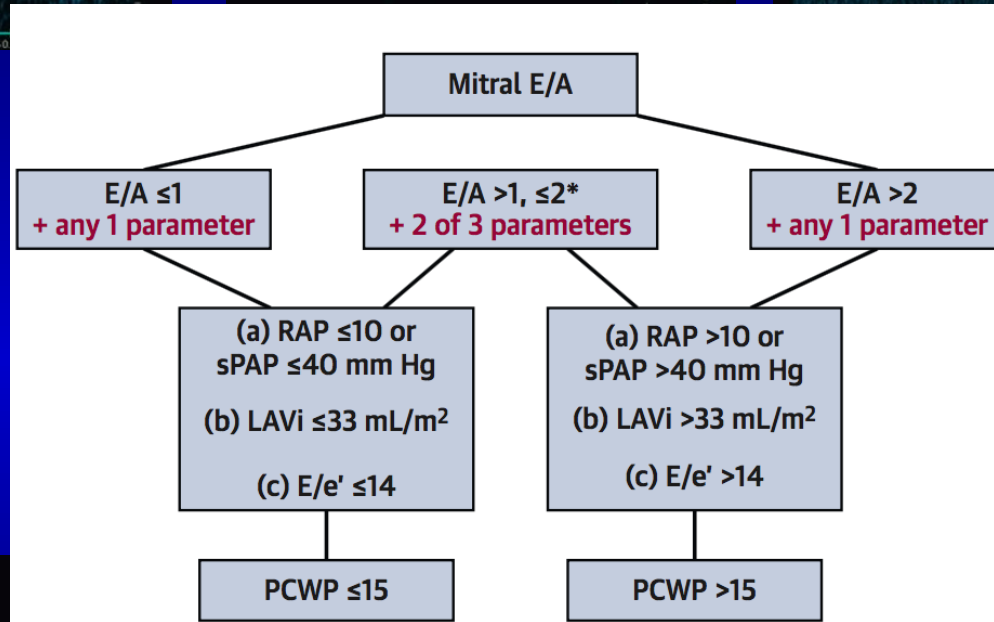 Mitral E/A
E/A ≤1
+ any 1 parameter
E/A >1, ≤2*
+ 2 of 3 parameters
E/A >2
+ any 1 parameter
(a) RAP ≤10 or
sPAP ≤40 mm Hg
(b) LAVi ≤33 mL/m²
(c) E/e' ≤14
(a) RAP >10 or
sPAP >40 mm Hg
(b) LAVi >33 mL/m²
(c) E/e' >14
PCWP ≤15
PCWP >15